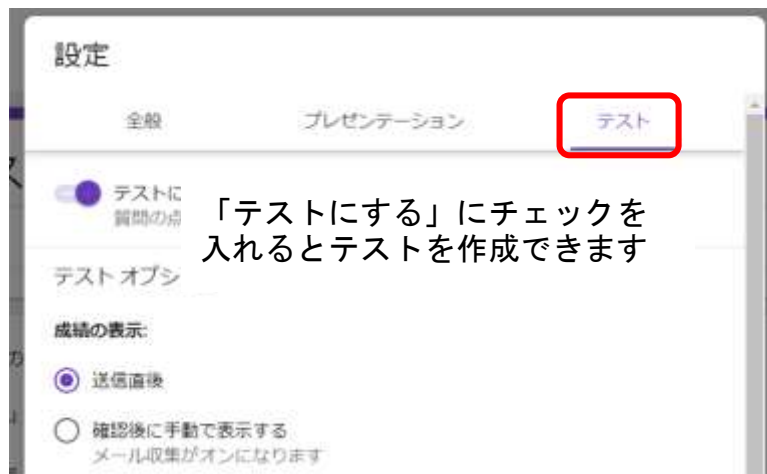 設定
全般 プレゼンテーション テスト
テストに
質問の点
「テストにする」にチェックを
入れるとテストを作成できます
テスト オプシ
成績の表示:
送信直後
確認後に手動で表示する
メール収集がオンになります